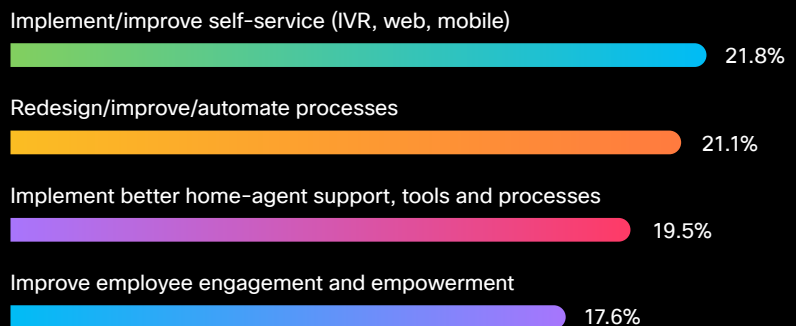 Implement/improve self-service (IVR, web, mobile)
21.8%
Redesign/improve/automate processes
21.1%
Implement better home-agent support, tools and processes
19.5%
Improve employee engagement and empowerment
17.6%